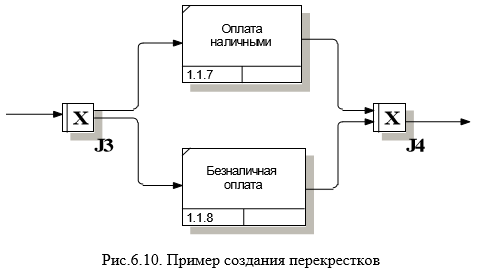 Оплата
наличными
1.1.7
X
J3
X
J4
Безналичная
оплата
1.1.8
Рис.6.10. Пример создания перекрестков